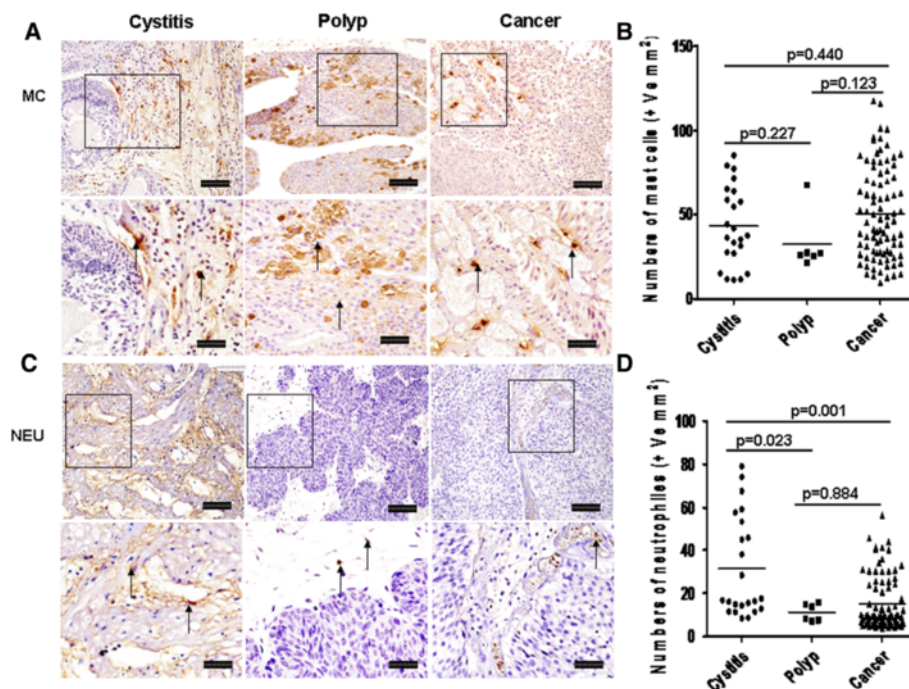 Cystitis Polyp Cancer
A
MC
B
150
100
50
0
Numbers of mast cell (+ Ve mm²)
p=0.440
p=0.123
p=0.227
Cystitis Polyp Cancer
C
NEU
D
100
80
60
40
20
0
Numbers of neutrophiles (+ Ve mm²)
p=0.001
p=0.023
p=0.884
Cystitis Polyp Cancer